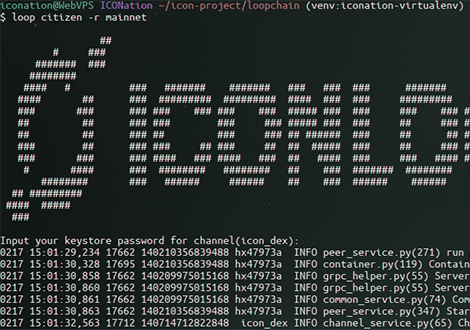 iconation@WebVPS ICONation ~/icon-project/loopchain (venv:iconation-virtualenv)
$ loop citizen -r mainnet
Input your keystore password for channel(icon_dex):
0217 15:01:29,234 17662 140210356839488 hx47973a INFO peer_service.py(271) run
0217 15:01:30,328 17695 140210356839488 hx47973a INFO container.py(119) Contain
0217 15:01:30,858 17662 140209975015168 hx47973a INFO grpc_helper.py(55) Server
0217 15:01:30,860 17662 140209975015168 hx47973a INFO grpc_helper.py(55) Server
0217 15:01:30,861 17662 140209975015168 hx47973a INFO common_service.py(74) Com
0217 15:01:30,863 17662 140210356839488 hx47973a INFO peer_service.py(347) Star
0217 15:01:32,563 17712 140714712822848 icon_dex INFO channel_service.py(65) C